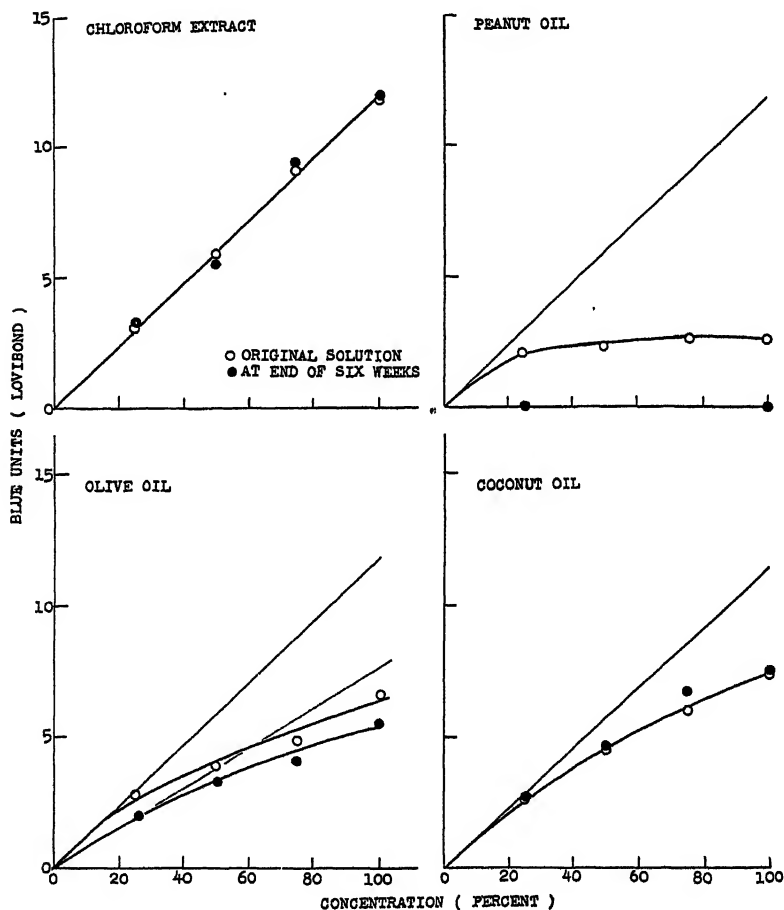 CHLOROFORM EXTRACT
PEANUT OIL
15
10
5
0
○ ORIGINAL SOLUTION
● AT END OF SIX WEEKS
BLUE UNITS ( LOVIBOND )
OLIVE OIL
COCONUT OIL
15
10
5
0
0 20 40 60 80 100
0 20 40 60 80 100
CONCENTRATION ( PERCENT )